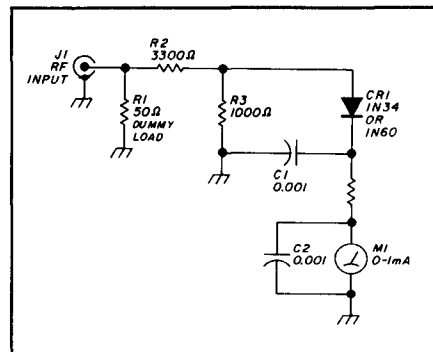 J1
RF
INPUT
R2
3300Ω
R1
50Ω
DUMMY
LOAD
R3
1000Ω
CR1
1N34
OR
1N60
C1
0.001
C2
0.001
M1
0-1mA